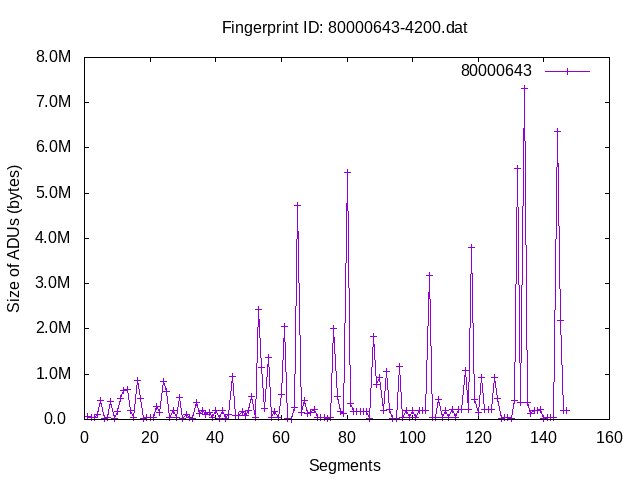 Fingerprint ID: 80000643-4200.dat
8.0M
7.0M
6.0M
5.0M
4.0M
3.0M
2.0M
1.0M
0.0
Size of ADUs (bytes)
80000643
0 20 40 60 80 100 120 140 160
Segments